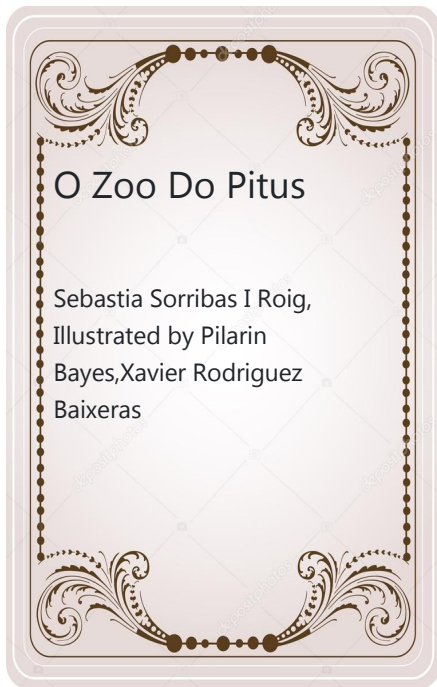 O Zoo Do Pitus
Sebastia Sorribas I Roig,
Illustrated by Pilarin
Bayes,Xavier Rodriguez
Baixeras